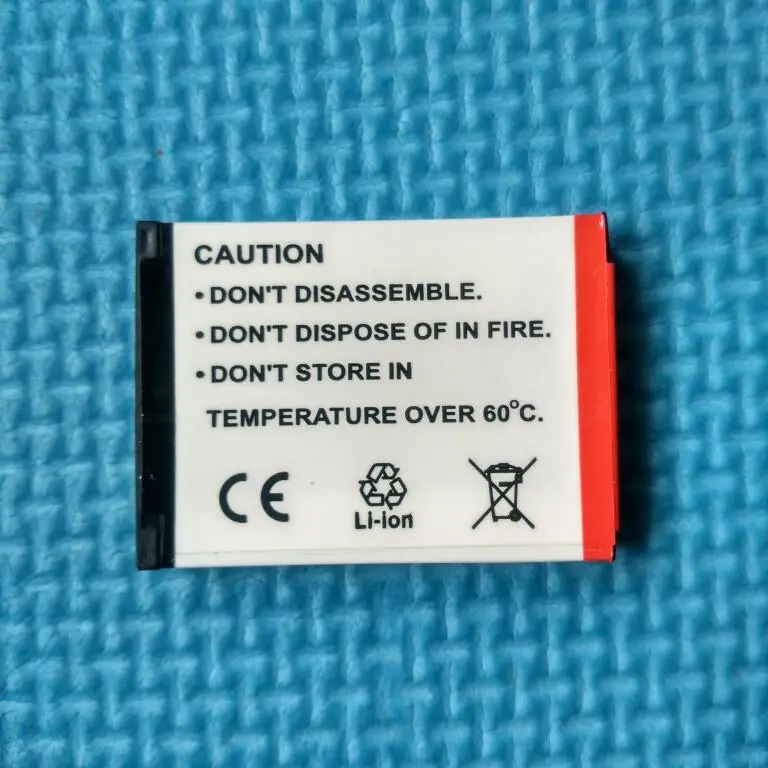 CAUTION
• DON'T DISASSEMBLE.
• DON'T DISPOSE OF IN FIRE.
• DON'T STORE IN
TEMPERATURE OVER 60°C.
CE
Li-ion